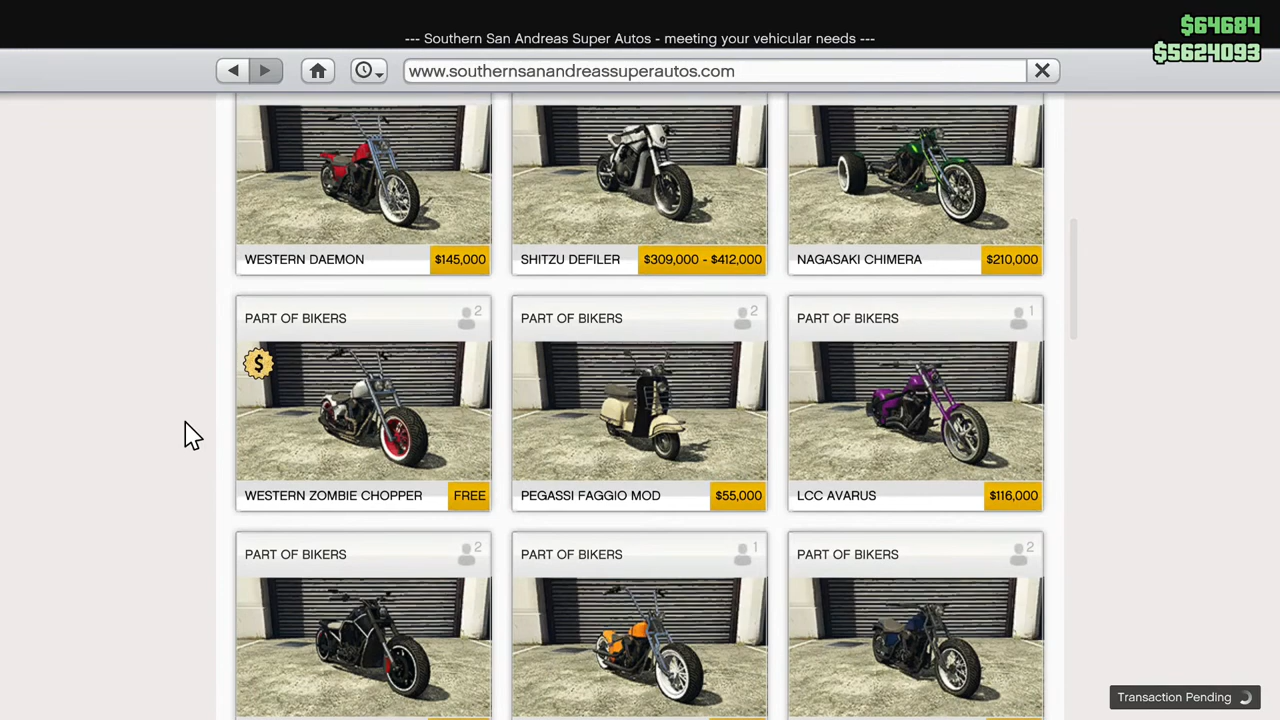 $64684
--- Southern San Andreas Super Autos - meeting your vehicular needs ---
$5624093
www.southernsanandreassuperautos.com
WESTERN DAEMON $145,000
SHITZU DEFILER $309,000 - $412,000
NAGASAKI CHIMERA $210,000
PART OF BIKERS 2
PART OF BIKERS 2
PART OF BIKERS 1
$
WESTERN ZOMBIE CHOPPER FREE
PEGASSI FAGGIO MOD $55,000
LCC AVARUS $116,000
PART OF BIKERS 2
PART OF BIKERS 1
PART OF BIKERS 2
Transaction Pending